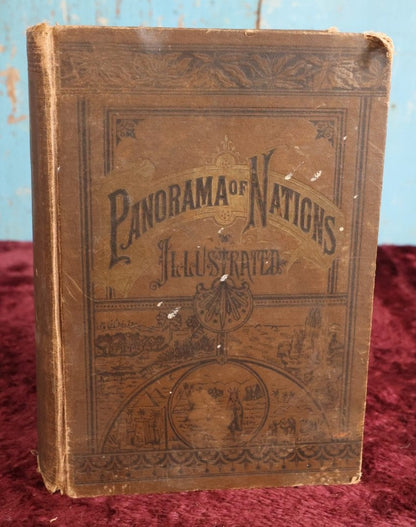 PANORAMA OF NATIONS
ILLUSTRATED